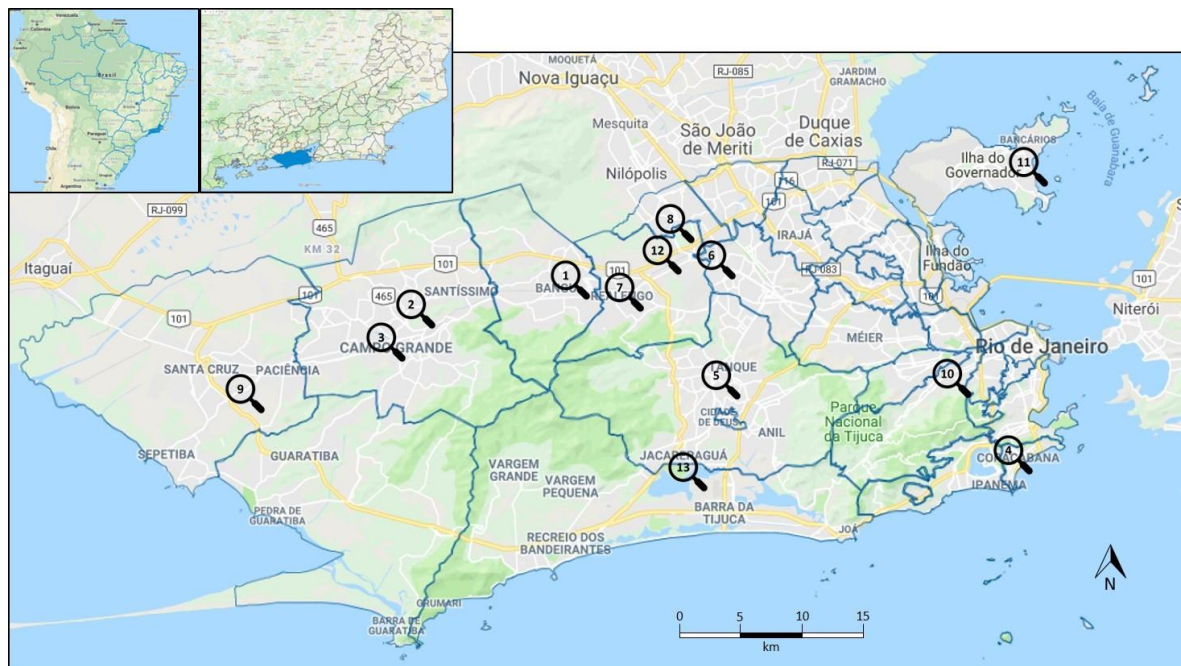 Venezuela
Colombia
Brasil
Bolivia
Paraguai
Chile
Argentina
MOQUETÁ
Nova Iguaçu
RJ-085
JARDIM
GRAMACHO
Mesquita
São João
de Meriti
Duque
de Caxias
Baía de Guanabara
BANCÁRIOS
Ilha do
Governador
11
RJ-071
Nilópolis
116
101
RJ-099
465
KM 32
8
IRAJÁ
12
6
Ilha do
Fundão
Itaguaí
101
1
101
RJ-083
SANTÍSSIMO
BANGU
7
REALENGO
101
465
2
101
Niterói
101
3
CAMPO GRANDE
MÉIER
Rio de Janeiro
SANTA CRUZ
PACIÊNCIA
9
TANQUE
5
10
CIDADE
DE DEUS
Parque
Nacional
da Tijuca
ANIL
SEPETIBA
GUARATIBA
JACAREPAGUÁ
13
4
COPACABANA
VARGEM
GRANDE
VARGEM
PEQUENA
IPANEMA
PEDRA DE
GUARATIBA
BARRA DA
TIJUCA
JOÁ
RECREIO DOS
BANDEIRANTES
GRUMARI
BARRA DE
GUARATIBA
N
0 5 10 15
km